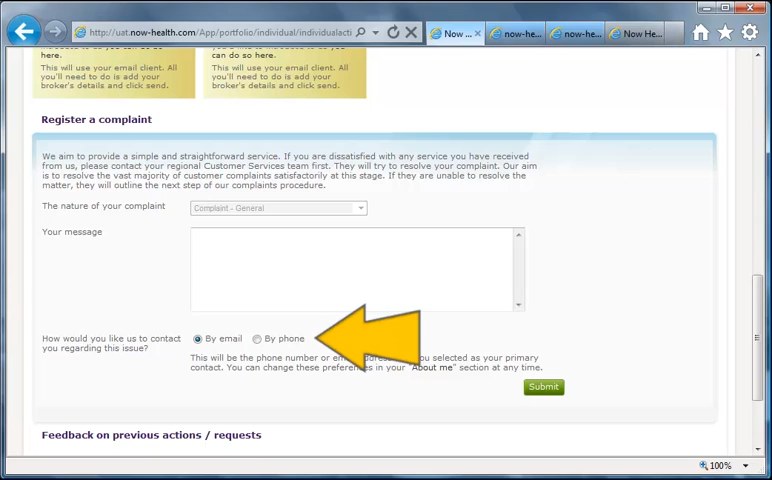 http://uat.now-health.com/App/portfolio/individual/individualacti
Now ...
now-he...
now-he...
Now He...
here.
can do so here.
This will use your email client. All
you'll need to do is add your
broker's details and click send.
This will use your email client. All
you'll need to do is add your
broker's details and click send.
Register a complaint
We aim to provide a simple and straightforward service. If you are dissatisfied with any service you have received
from us, please contact your regional Customer Services team first. They will try to resolve your complaint. Our aim
is to resolve the vast majority of customer complaints satisfactorily at this stage. If they are unable to resolve the
matter, they will outline the next step of our complaints procedure.
The nature of your complaint
Complaint - General
Your message
How would you like us to contact
you regarding this issue?
By email
By phone
This will be the phone number or em selected as your primary
contact. You can change these preferences in your "About me" section at any time.
Submit
Feedback on previous actions / requests
100%